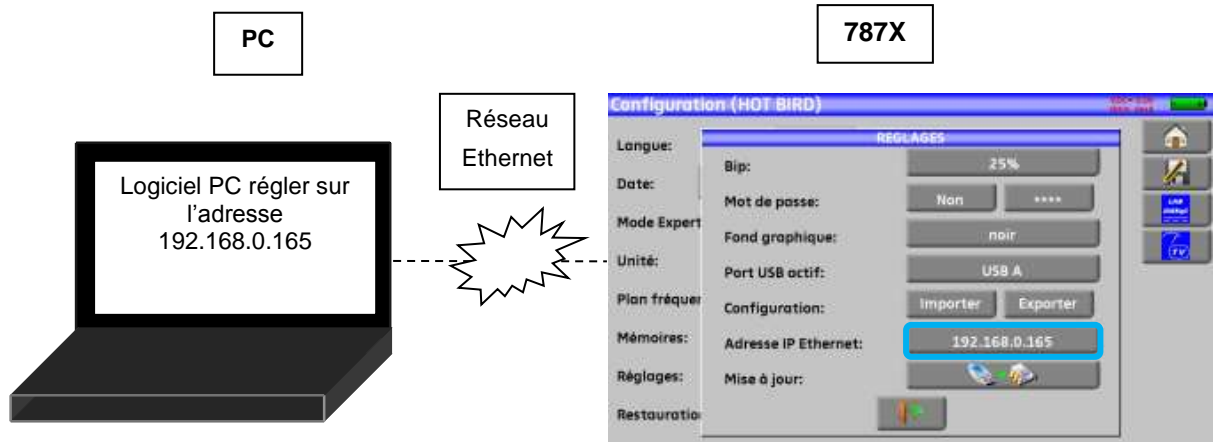 PC
787X
Réseau
Ethernet
Logiciel PC régler sur
l’adresse
192.168.0.165
Configuration (HOT BIRD)
Langue:
Date:
Mode Expert
Unité:
Plan fréquen
Mémoires:
Réglages:
Restauratio
REGLAGES
Bip:
25%
Mot de passe:
Non
****
Fond graphique:
noir
Port USB actif:
USB A
Configuration:
Importer
Exporter
Adresse IP Ethernet:
192.168.0.165
Mise à jour:
TV